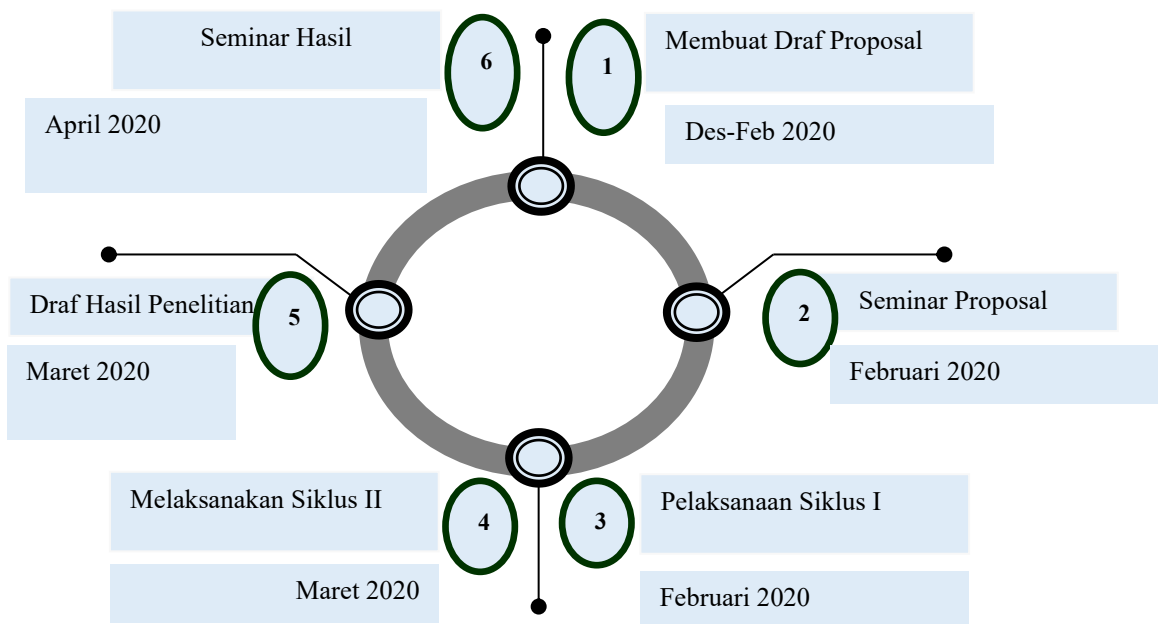 Seminar Hasil
6
1
Membuat Draf Proposal
April 2020
Des-Feb 2020
Draf Hasil Penelitian
5
2
Seminar Proposal
Maret 2020
Februari 2020
Melaksanakan Siklus II
4
3
Pelaksanaan Siklus I
Maret 2020
Februari 2020